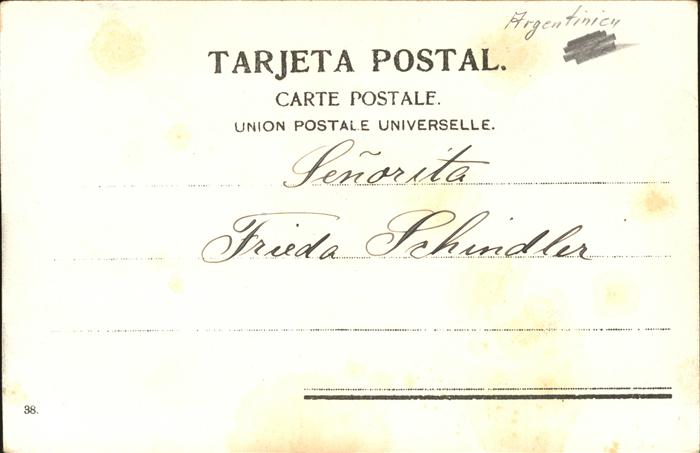 Argentinien
TARJETA POSTAL.
CARTE POSTALE.
UNION POSTALE UNIVERSELLE.
Señorita
Frieda Schindler
38.